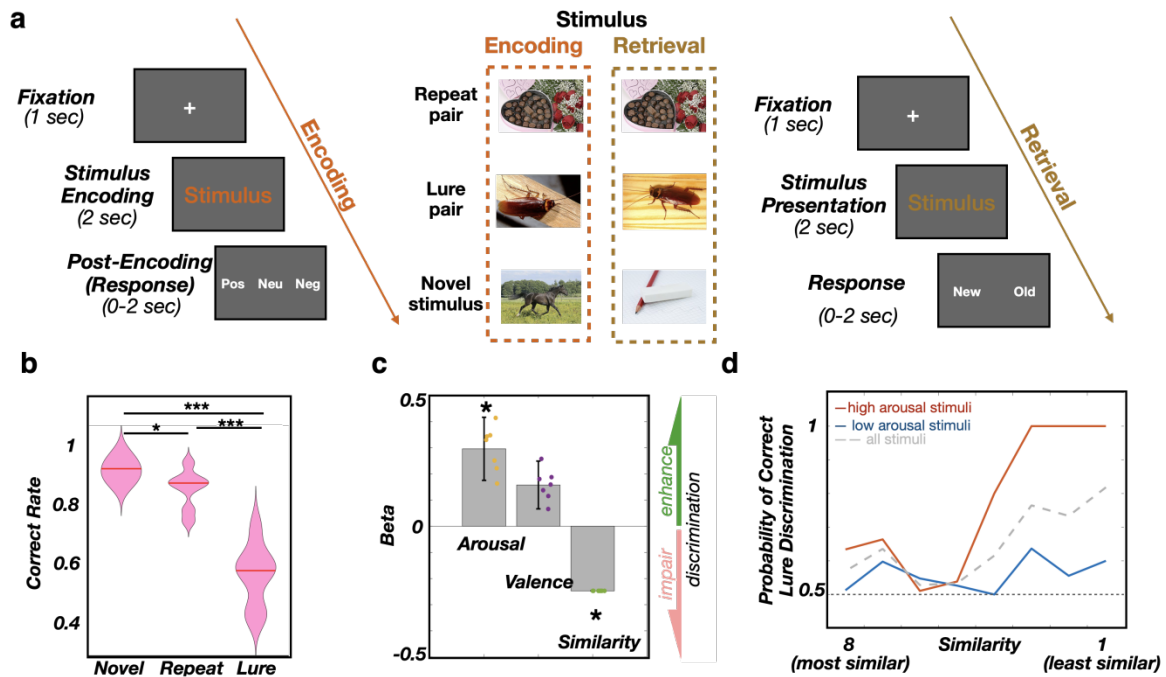 a
Stimulus
Encoding
Retrieval
Fixation
(1 sec)
+
Stimulus
Encoding
(2 sec)
Stimulus
Post-Encoding
(Response)
(0-2 sec)
Pos Neu Neg
Encoding
Repeat
pair
Lure
pair
Novel
stimulus
Fixation
(1 sec)
+
Stimulus
Presentation
(2 sec)
Stimulus
Response
(0-2 sec)
New Old
Retrieval
b
***
* ***
Correct Rate
1
0.8
0.6
0.4
Novel Repeat Lure
c
Beta
0.5
0
-0.5
*
Arousal
Valence
*
Similarity
enhance
impair
discrimination
d
high arousal stimuli
low arousal stimuli
all stimuli
Probability of Correct
Lure Discrimination
1
0.5
8
(most similar)
Similarity
1
(least similar)